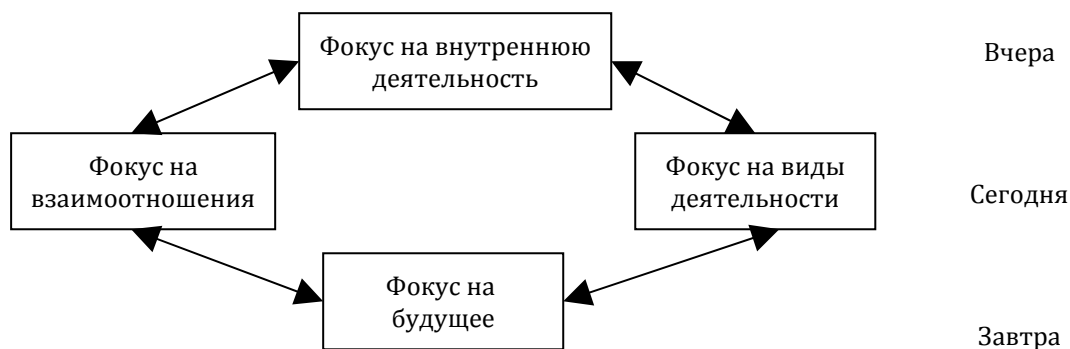 Фокус на внутреннюю
деятельность
Вчера
Фокус на
взаимоотношения
Фокус на виды
деятельности
Сегодня
Фокус на
будущее
Завтра